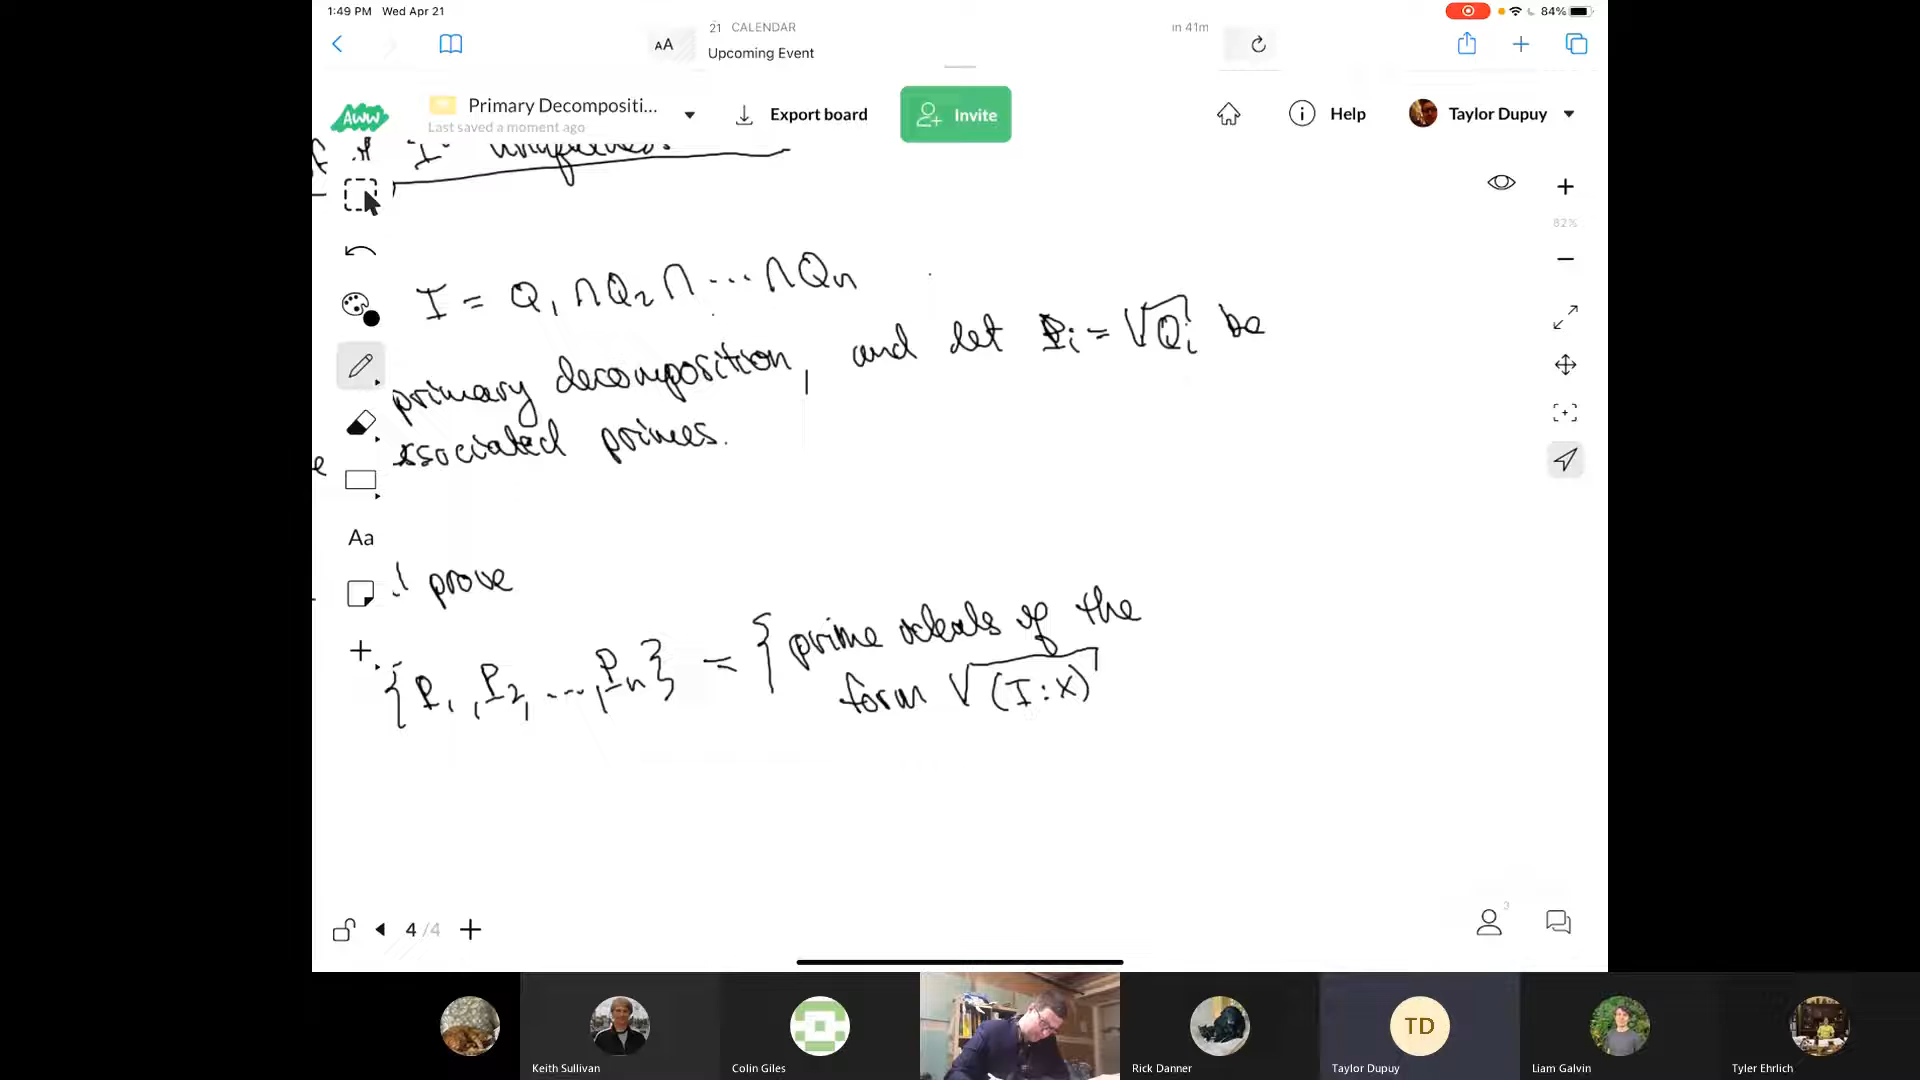 1:49 PM Wed Apr 21
84%
21 CALENDAR
in 41m
AA
Upcoming Event
AWW
Primary Decompositi...
Last saved a moment ago
Export board
Invite
Help
Taylor Dupuy
I
82%
I = Q₁ ∩ Q₂ ∩ ... ∩ Qn
primary decomposition, and let Pi = √Qi be
ssociated primes.
Aa
prove
{P₁, P₂, ..., Pn} = {prime ideals of the
form √(I:x)
4 /4
3
TD
Keith Sullivan
Colin Giles
Rick Danner
Taylor Dupuy
Liam Galvin
Tyler Ehrlich